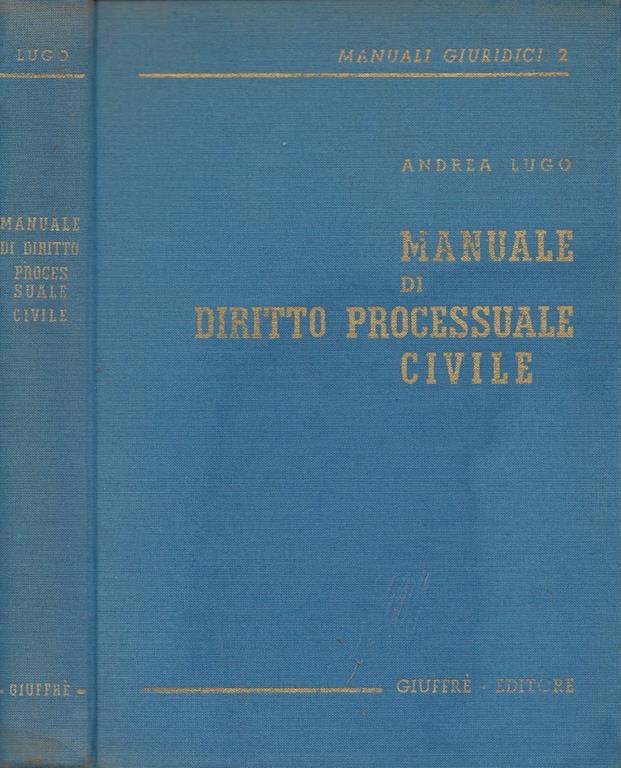 LUGO
MANUALE
DI DIRITTO
PROCES
SUALE
CIVILE
GIUFFRÈ
MANUALI GIURIDICI 2
ANDREA LUGO
MANUALE
DI
DIRITTO PROCESSUALE
CIVILE
GIUFFRÈ - EDITORE